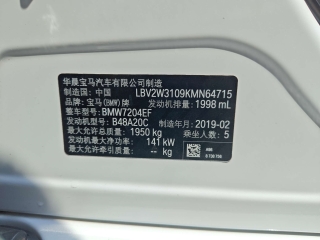 华晨宝马汽车有限公司制造
制造国：中国 LBV2W3109KMN64715
品牌：宝马(BMW)牌 发动机排量：1998 mL
整车型号：BMW7204EF
发动机型号：B48A20C 制造年月：2019-02
最大允许总质量：1950 kg 乘坐人数：5
发动机最大净功率：141 kW
最大允许牵引质量：-- kg